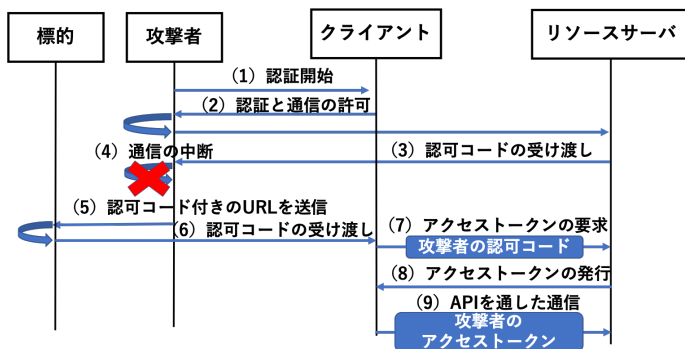 標的
攻撃者
クライアント
リソースサーバ
（1）認証開始
（2）認証と通信の許可
（3）認可コードの受け渡し
（4）通信の中断
（5）認可コード付きのURLを送信
（6）認可コードの受け渡し
（7）アクセストークンの要求
攻撃者の認可コード
（8）アクセストークンの発行
（9）APIを通した通信
攻撃者の
アクセストークン